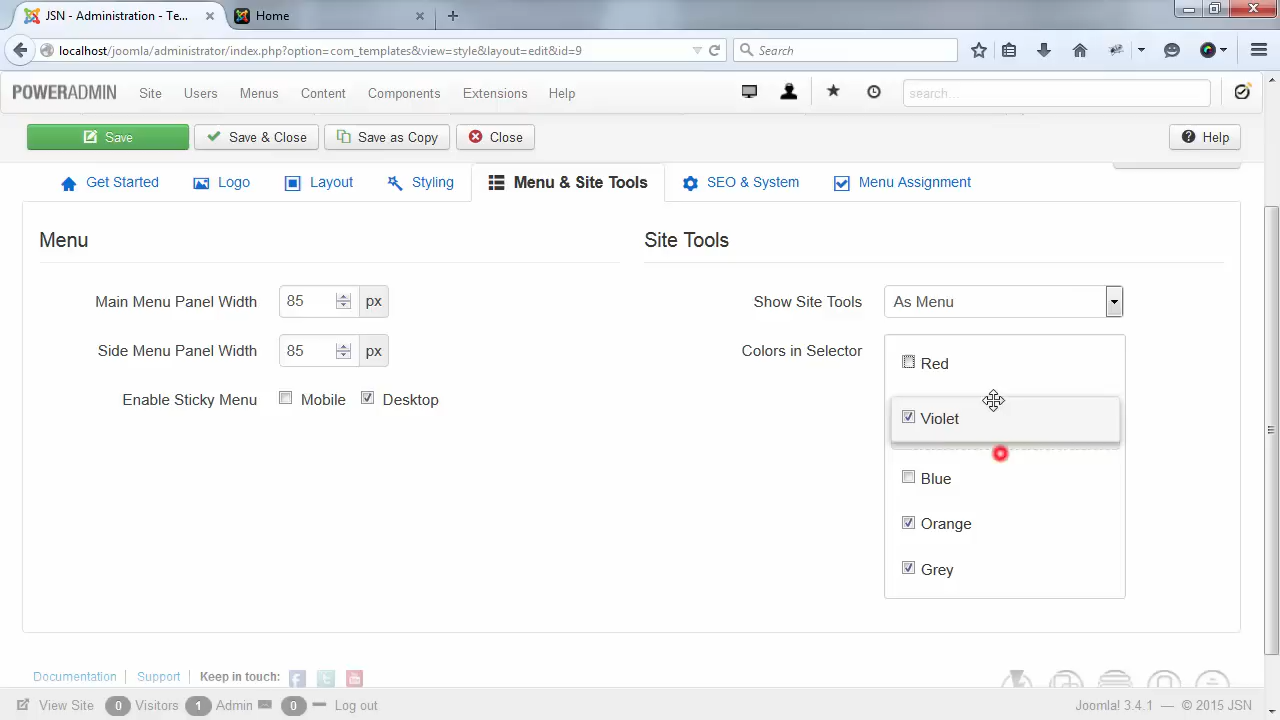 JSN - Administration - Te...
Home
localhost/joomla/administrator/index.php?option=com_templates&view=style&layout=edit&id=9
Search
POWERADMIN Site Users Menus Content Components Extensions Help search...
Save Save & Close Save as Copy Close Help
Get Started Logo Layout Styling Menu & Site Tools SEO & System Menu Assignment
Menu
Main Menu Panel Width 85 px
Side Menu Panel Width 85 px
Enable Sticky Menu Mobile Desktop
Site Tools
Show Site Tools As Menu
Colors in Selector
Red
Violet
Blue
Orange
Grey
Documentation Support Keep in touch:
View Site 0 Visitors 1 Admin 0 Log out Joomla! 3.4.1 — © 2015 JSN